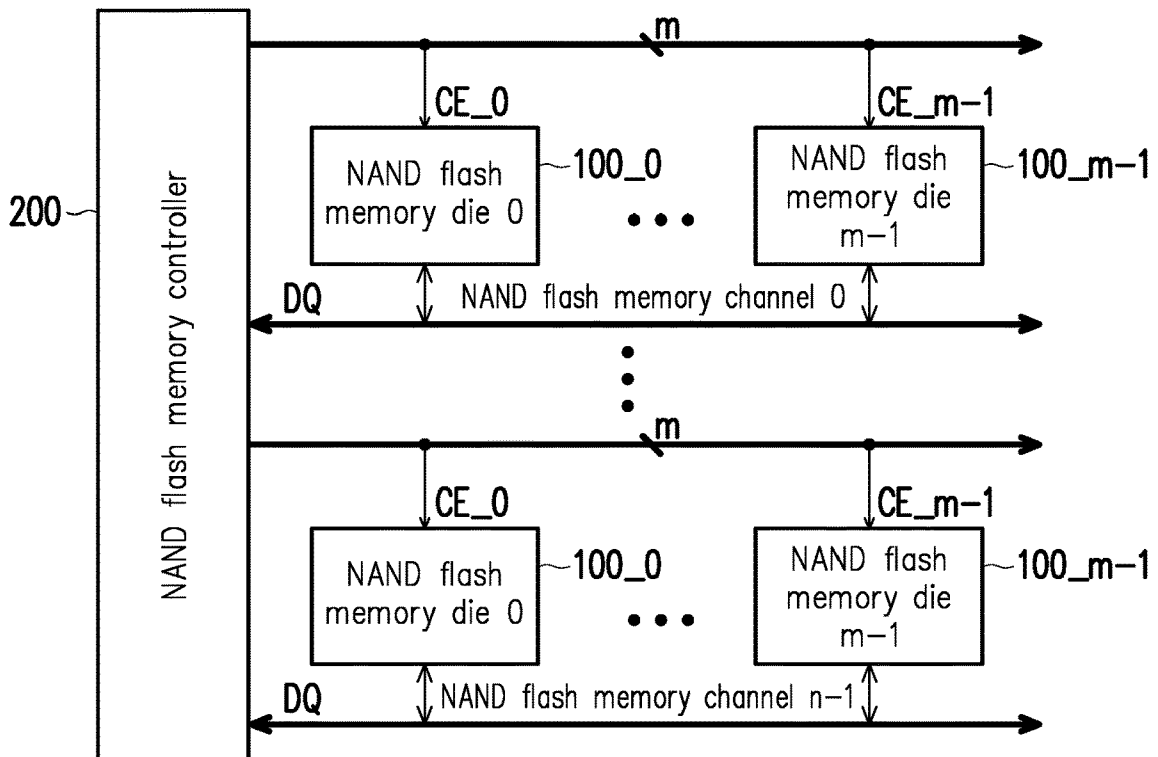 m
CE_0
CE_m-1
NAND flash
memory die 0
100_0
NAND flash
memory die
m-1
100_m-1
200
NAND flash memory controller
DQ
NAND flash memory channel 0
m
CE_0
CE_m-1
NAND flash
memory die 0
100_0
NAND flash
memory die
m-1
100_m-1
DQ
NAND flash memory channel n-1